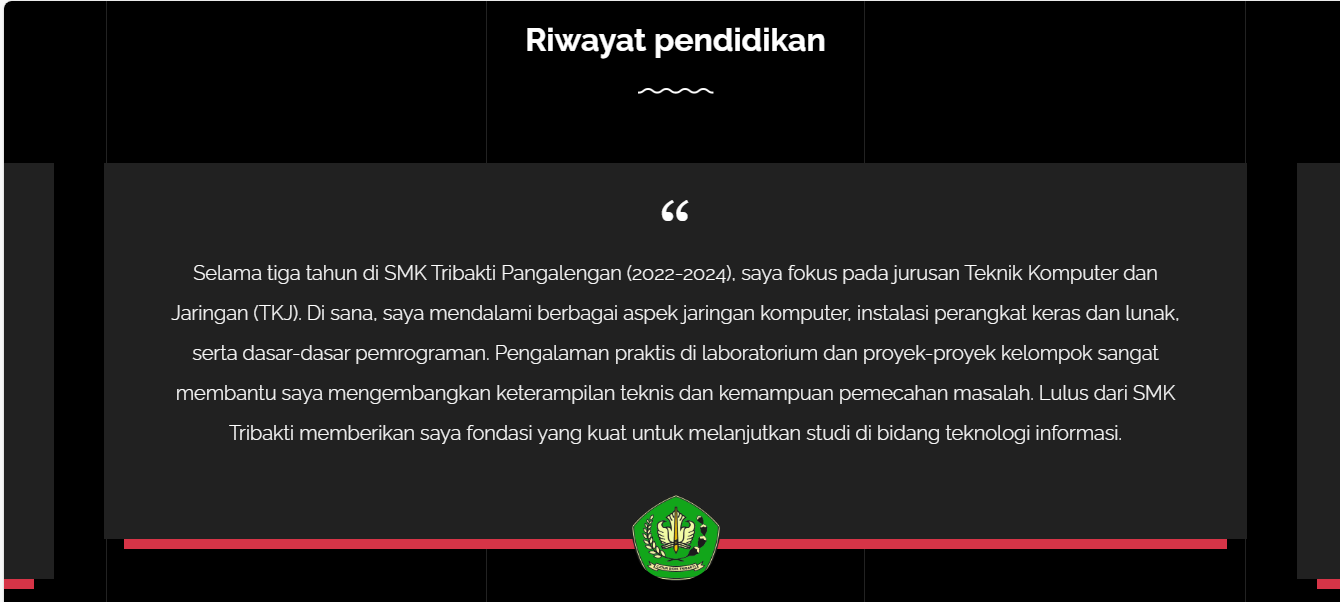 Riwayat pendidikan
“
Selama tiga tahun di SMK Tribakti Pangalengan (2022-2024), saya fokus pada jurusan Teknik Komputer dan
Jaringan (TKJ). Di sana, saya mendalami berbagai aspek jaringan komputer, instalasi perangkat keras dan lunak,
serta dasar-dasar pemrograman. Pengalaman praktis di laboratorium dan proyek-proyek kelompok sangat
membantu saya mengembangkan keterampilan teknis dan kemampuan pemecahan masalah. Lulus dari SMK
Tribakti memberikan saya fondasi yang kuat untuk melanjutkan studi di bidang teknologi informasi.